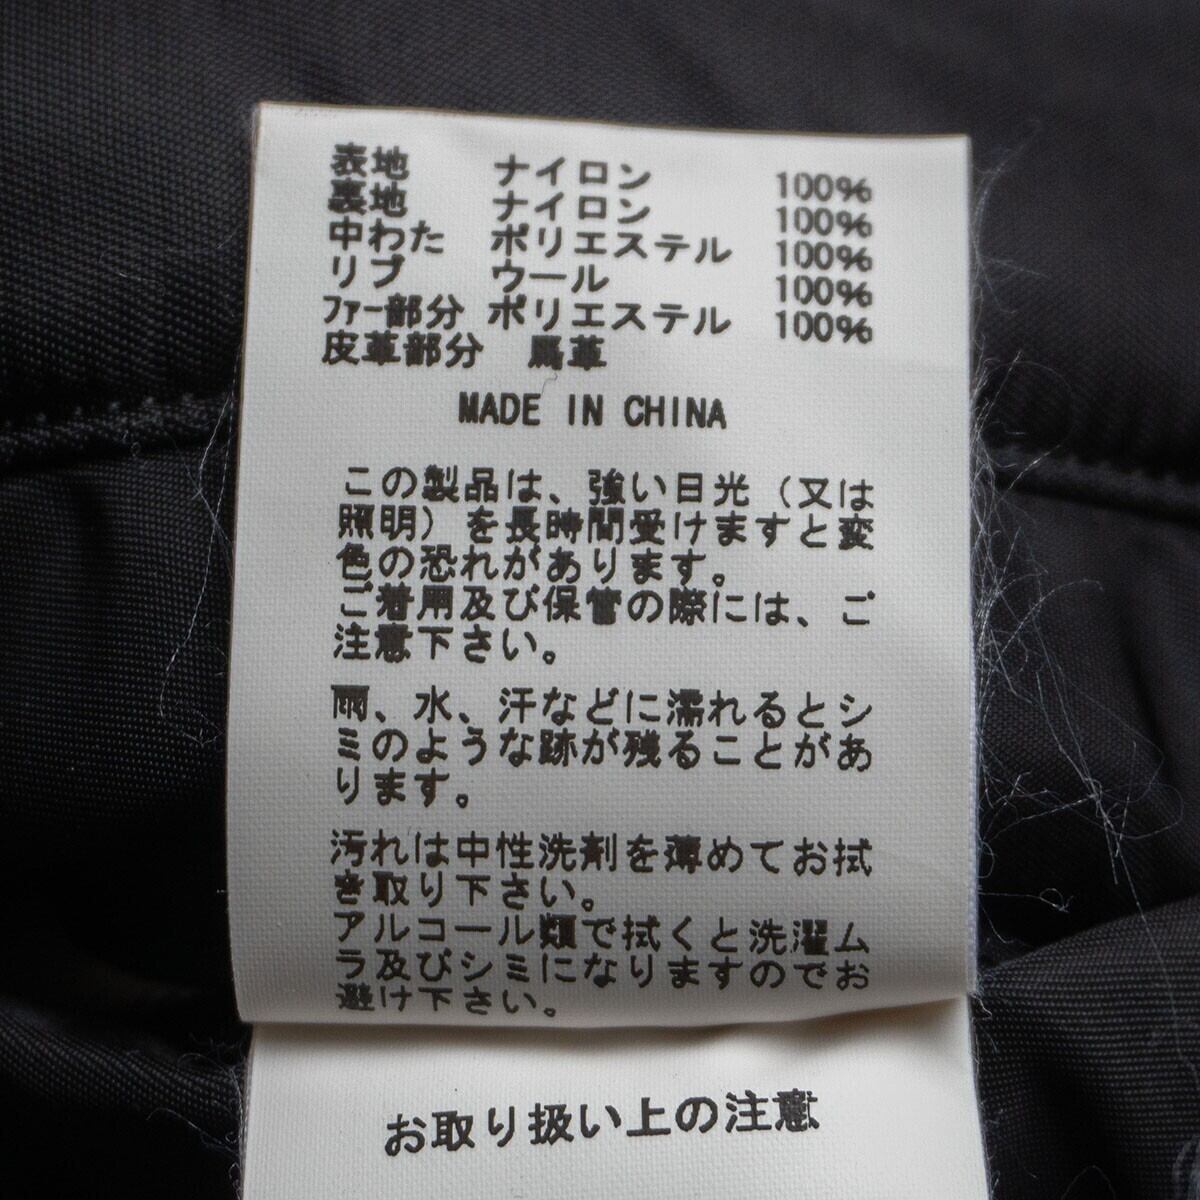 表地 ナイロン 100%
裏地 ナイロン 100%
中わた ポリエステル 100%
リブ ウール 100%
ファー部分 ポリエステル 100%
皮革部分 馬革
MADE IN CHINA
この製品は、強い日光（又は
照明）を長時間受けますと変
色の恐れがあります。
ご着用及び保管の際には、ご
注意下さい。
雨、水、汗などに濡れるとシ
ミのような跡が残ることがあ
ります。
汚れは中性洗剤を薄めてお拭
き取り下さい。
アルコール類で拭くと洗濯ム
ラ及びシミになりますのでお
避け下さい。
お取り扱い上の注意